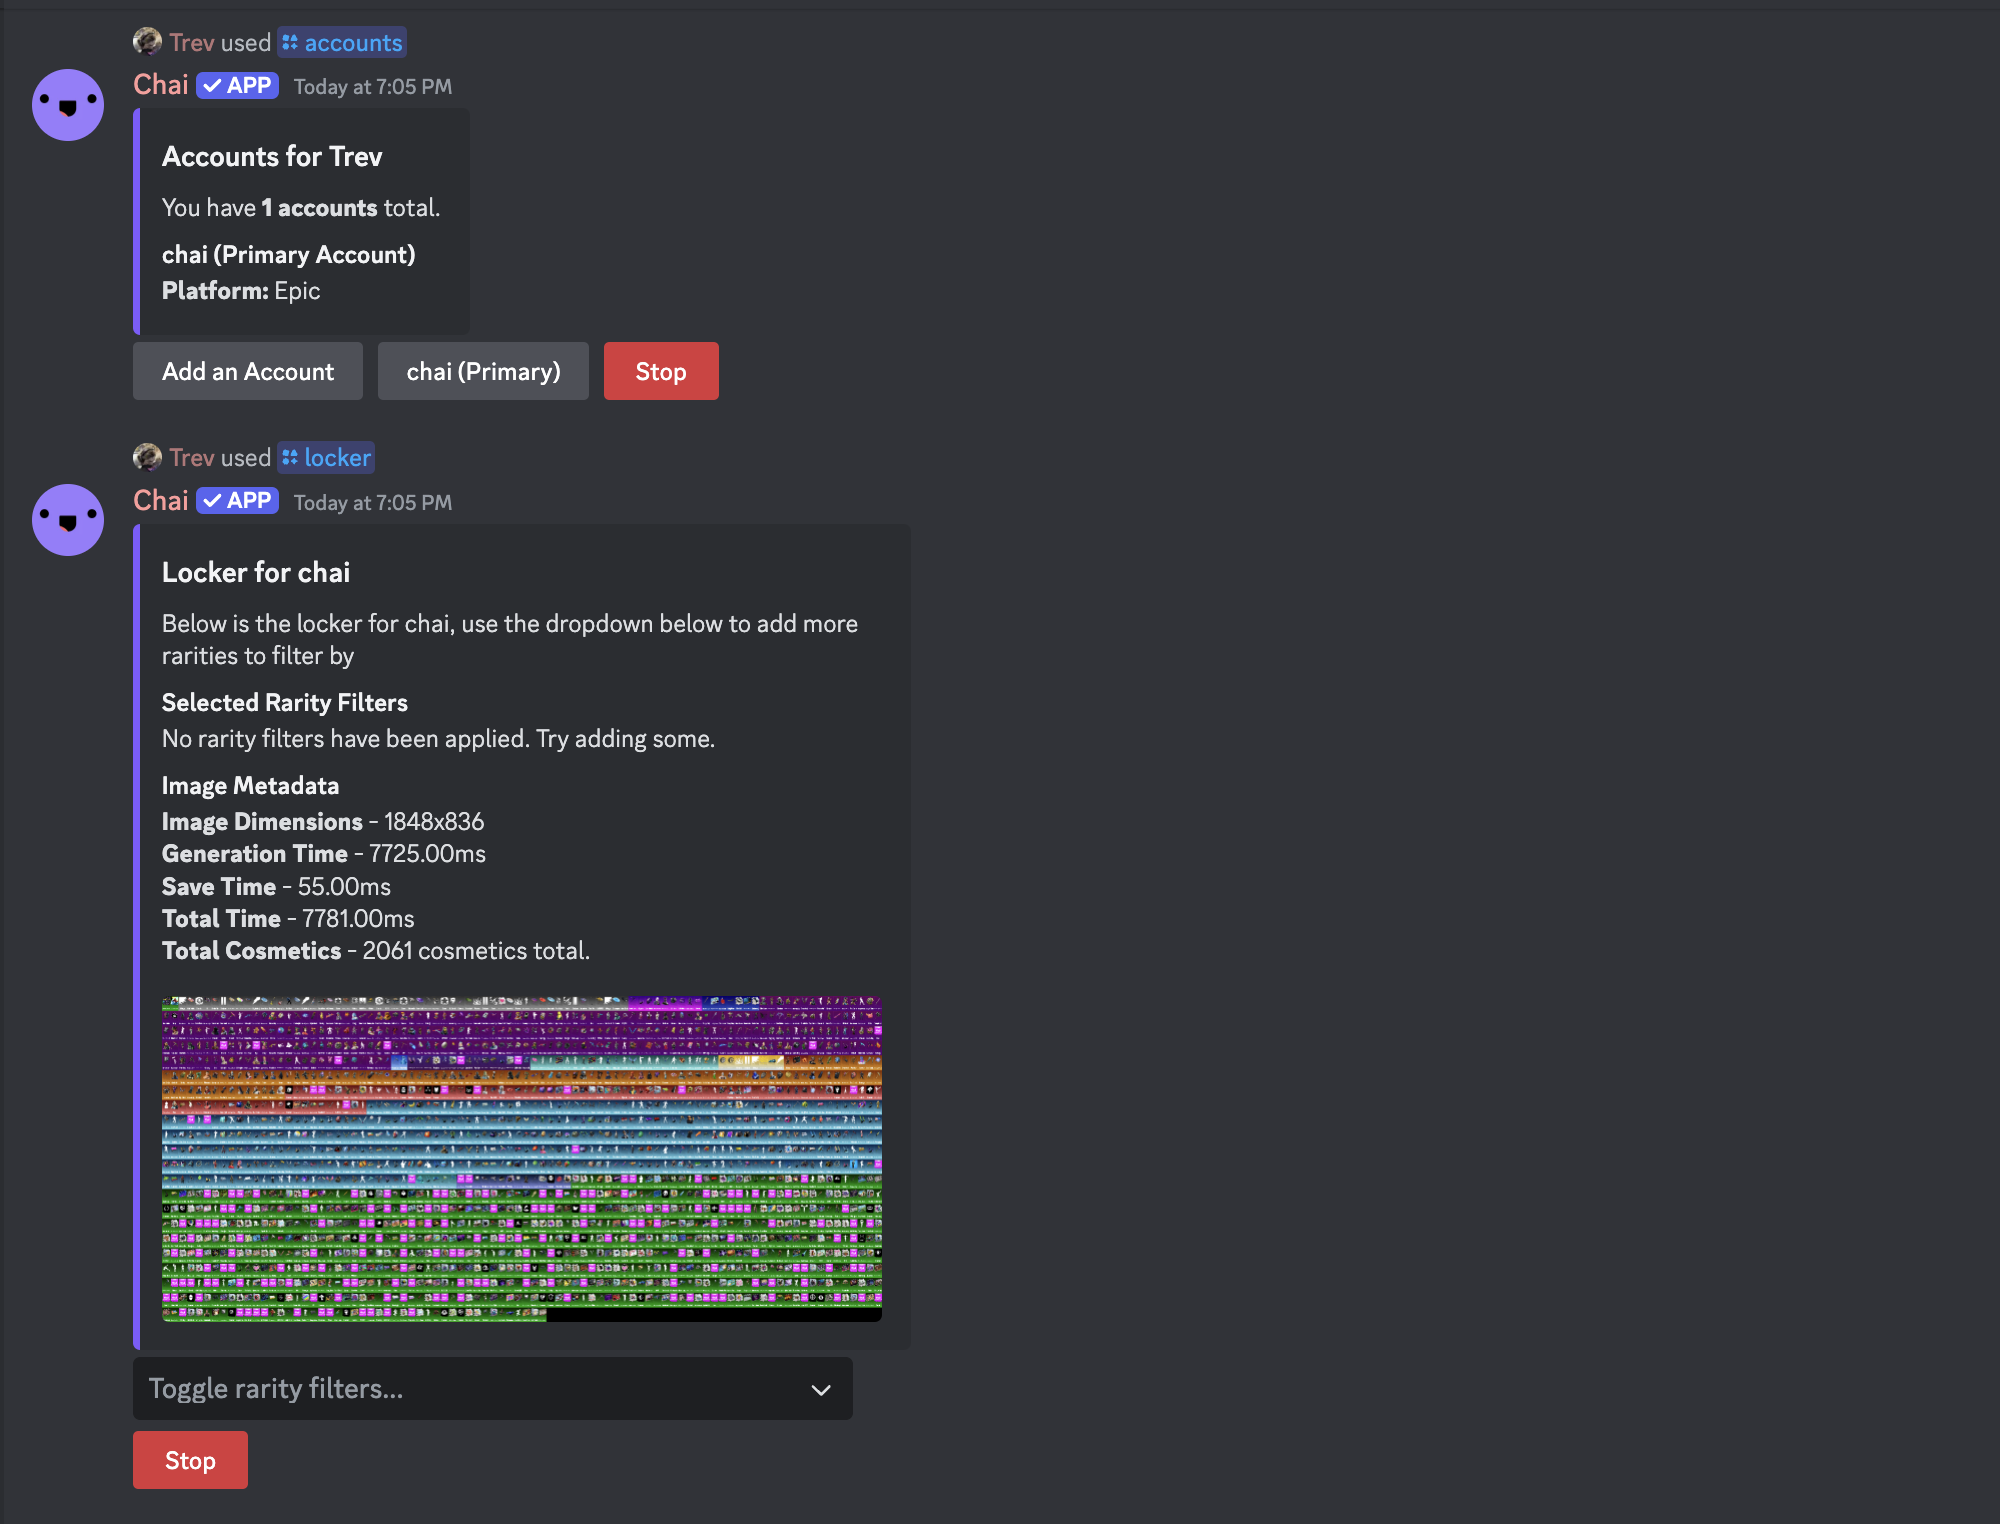 Trev used accounts
Chai APP Today at 7:05 PM
Accounts for Trev
You have 1 accounts total.
chai (Primary Account)
Platform: Epic
Add an Account chai (Primary) Stop
Trev used locker
Chai APP Today at 7:05 PM
Locker for chai
Below is the locker for chai, use the dropdown below to add more
rarities to filter by
Selected Rarity Filters
No rarity filters have been applied. Try adding some.
Image Metadata
Image Dimensions - 1848x836
Generation Time - 7725.00ms
Save Time - 55.00ms
Total Time - 7781.00ms
Total Cosmetics - 2061 cosmetics total.
Toggle rarity filters...
Stop